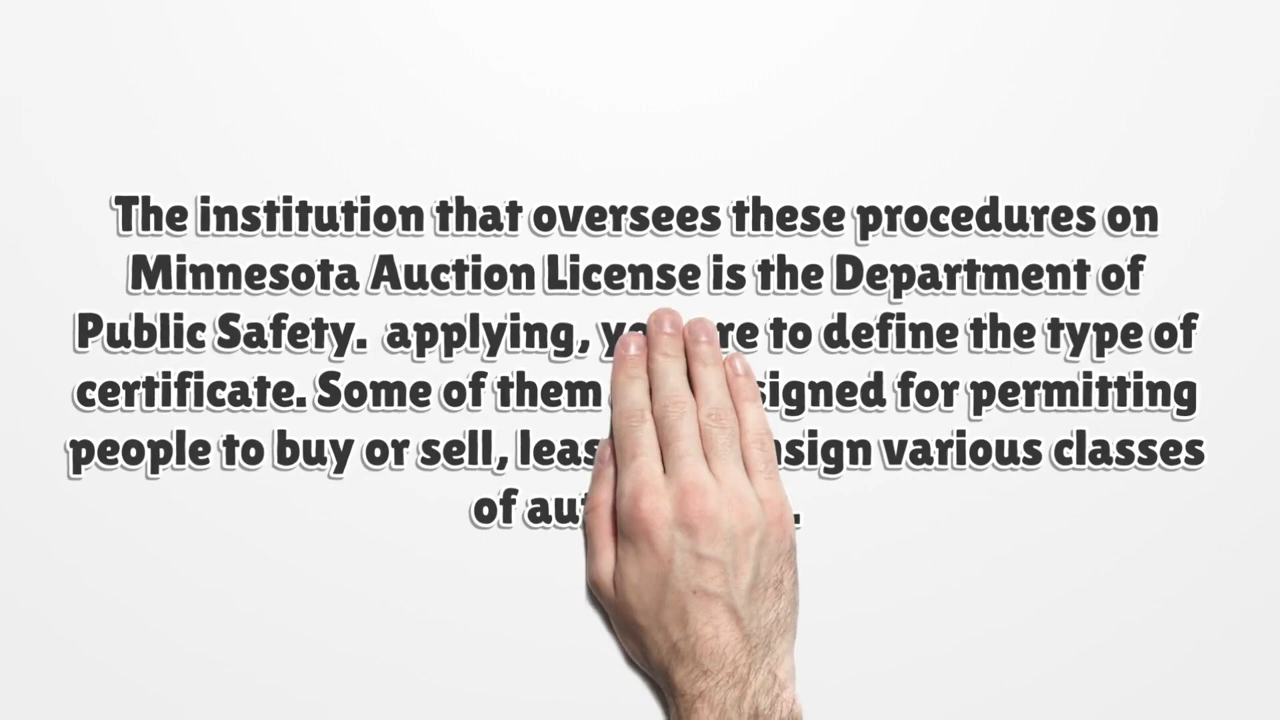 The institution that oversees these procedures on
Minnesota Auction License is the Department of
Public Safety. applying, to define the type of
certificate. Some of them for permitting
people to buy or sell, various classes
of